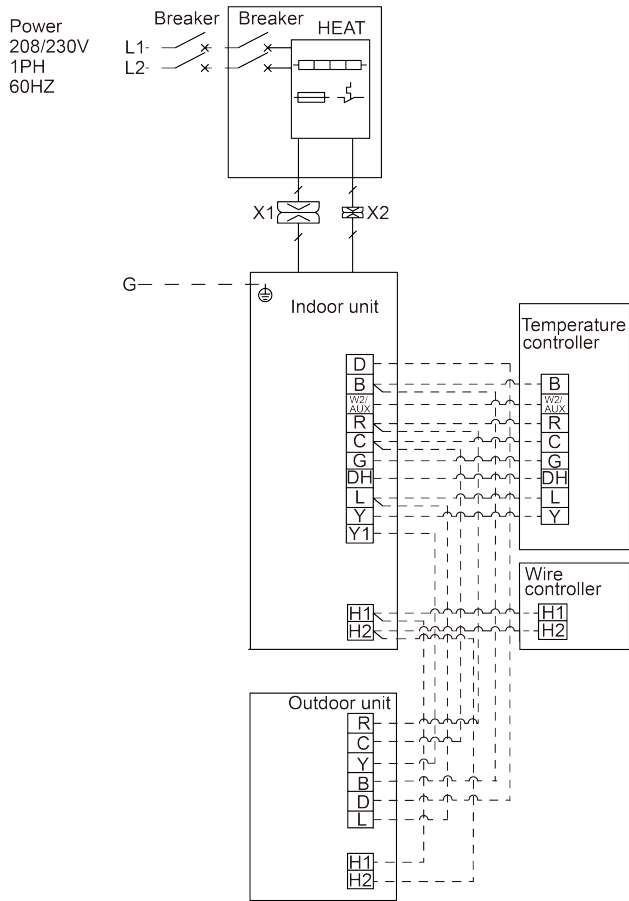 Power
208/230V
1PH
60HZ
Breaker
Breaker
L1
L2
HEAT
X1
X2
G
Indoor unit
D
B
W2/
AUX
R
C
G
DH
L
Y
Y1
H1
H2
Temperature
controller
B
W2/
AUX
R
C
G
DH
L
Y
Wire
controller
H1
H2
Outdoor unit
R
C
Y
B
D
L
H1
H2